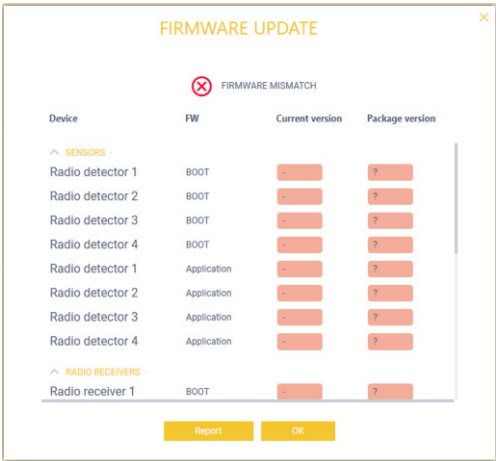 FIRMWARE UPDATE
FIRMWARE MISMATCH
Device FW Current version Package version
SENSORS
Radio detector 1 BOOT - ?
Radio detector 2 BOOT - ?
Radio detector 3 BOOT - ?
Radio detector 4 BOOT - ?
Radio detector 1 Application - ?
Radio detector 2 Application - ?
Radio detector 3 Application - ?
Radio detector 4 Application - ?
RADIO RECEIVERS
Radio receiver 1 BOOT - ?
Report OK